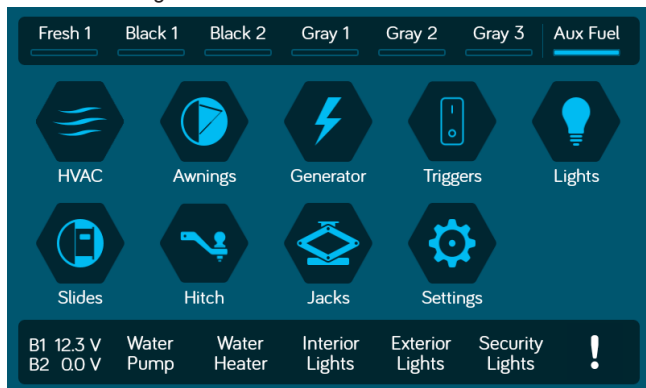 Fresh 1 Black 1 Black 2 Gray 1 Gray 2 Gray 3 Aux Fuel
HVAC Awnings Generator Triggers Lights
Slides Hitch Jacks Settings
B1 12.3 V Water Water Interior Exterior Security !
B2 0.0 V Pump Heater Lights Lights Lights